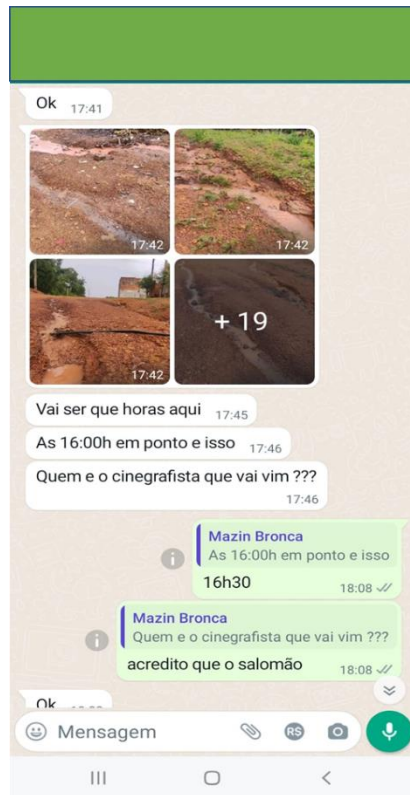 Ok 17:41
17:42 17:42
17:42 + 19
Vai ser que horas aqui 17:45
As 16:00h em ponto e isso 17:46
Quem e o cinegrafista que vai vim ???
17:46
Mazin Bronca
As 16:00h em ponto e isso
16h30 18:08
Mazin Bronca
Quem e o cinegrafista que vai vim ???
acredito que o salomão 18:08
Ok
Mensagem R$